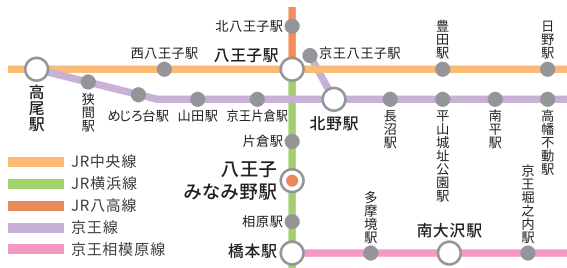 北八王子駅
西八王子駅
八王子駅
京王八王子駅
豊田駅
日野駅
高尾駅
狭間駅
めじろ台駅
山田駅
京王片倉駅
北野駅
長沼駅
平山城址公園駅
南平駅
高幡不動駅
片倉駅
八王子
みなみ野駅
相原駅
橋本駅
多摩境駅
南大沢駅
京王堀之内駅
JR中央線
JR横浜線
JR八高線
京王線
京王相模原線